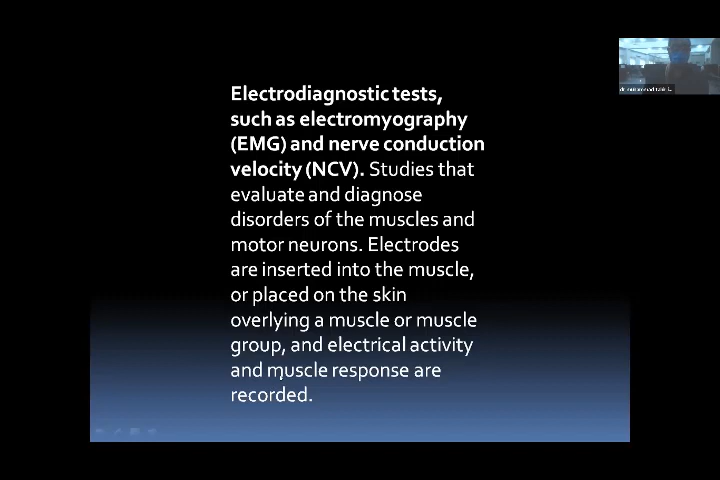 Electrodiagnostic tests,
such as electromyography
(EMG) and nerve conduction
velocity (NCV). Studies that
evaluate and diagnose
disorders of the muscles and
motor neurons. Electrodes
are inserted into the muscle,
or placed on the skin
overlying a muscle or muscle
group, and electrical activity
and muscle response are
recorded.